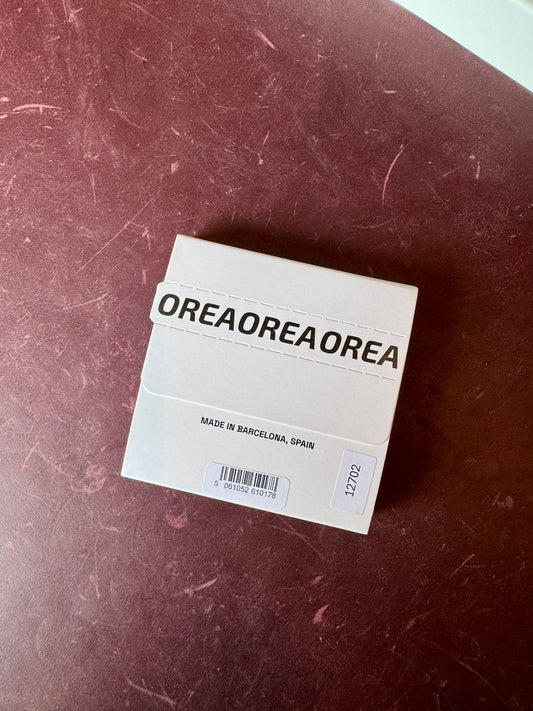 OREAOREAOREA
MADE IN BARCELONA, SPAIN
5 061052 610178
12702